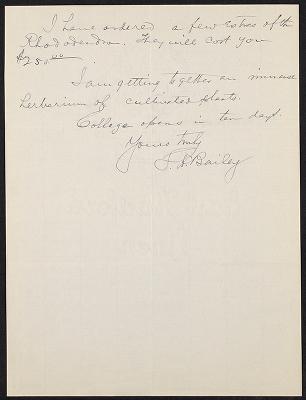 I have ordered a few extras of the
Rhododendron. They will cost you
$2.50
I am getting together an immense
herbarium of cultivated plants.
College opens in ten days.
Yours truly
Bailey